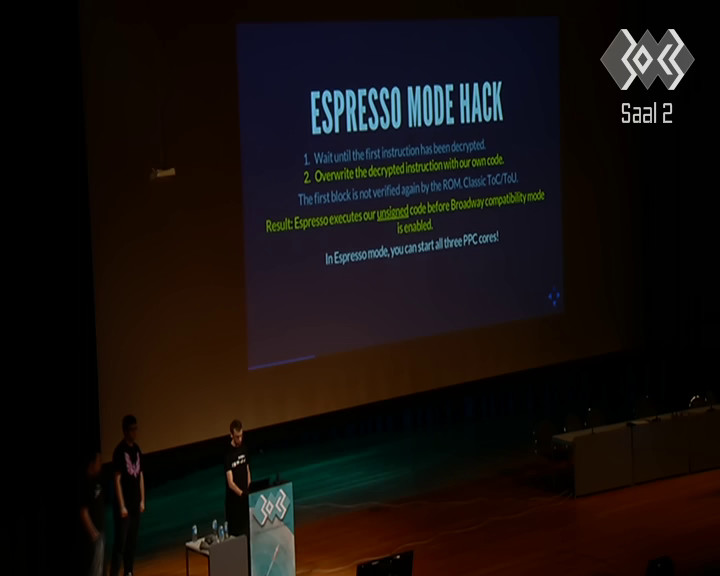 30C3
Saal 2
ESPRESSO MODE HACK
1. Wait until the first instruction has been decrypted.
2. Overwrite the decrypted instruction with our own code.
The first block is not verified again by the ROM. Classic ToC/ToU.
Result: Espresso executes our unsigned code before Broadway compatibility mode
is enabled.
In Espresso mode, you can start all three PPC cores!
30C3